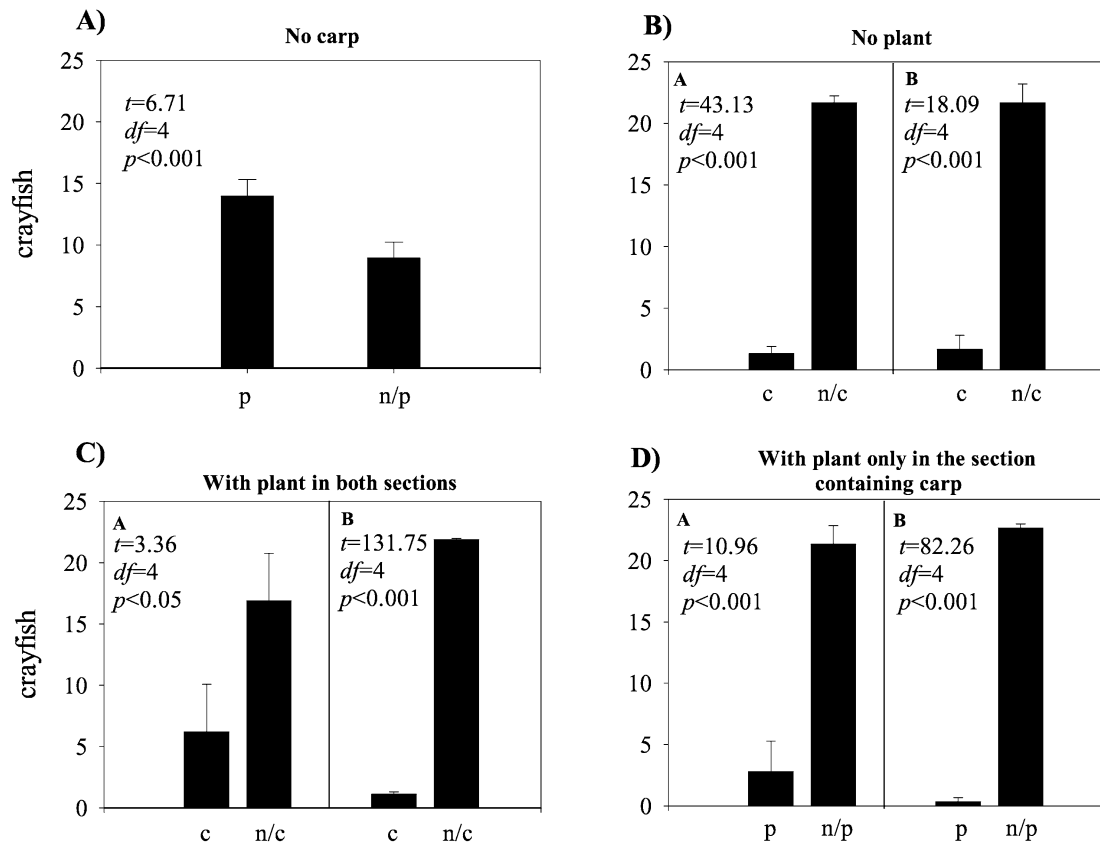 A)
No carp
crayfish
25
20
15
10
5
0
t=6.71
df=4
p<0.001
p n/p
B)
No plant
25
20
15
10
5
0
A
t=43.13
df=4
p<0.001
B
t=18.09
df=4
p<0.001
c n/c c n/c
C)
With plant in both sections
crayfish
25
20
15
10
5
0
A
t=3.36
df=4
p<0.05
B
t=131.75
df=4
p<0.001
c n/c c n/c
D)
With plant only in the section
containing carp
25
20
15
10
5
0
A
t=10.96
df=4
p<0.001
B
t=82.26
df=4
p<0.001
p n/p p n/p